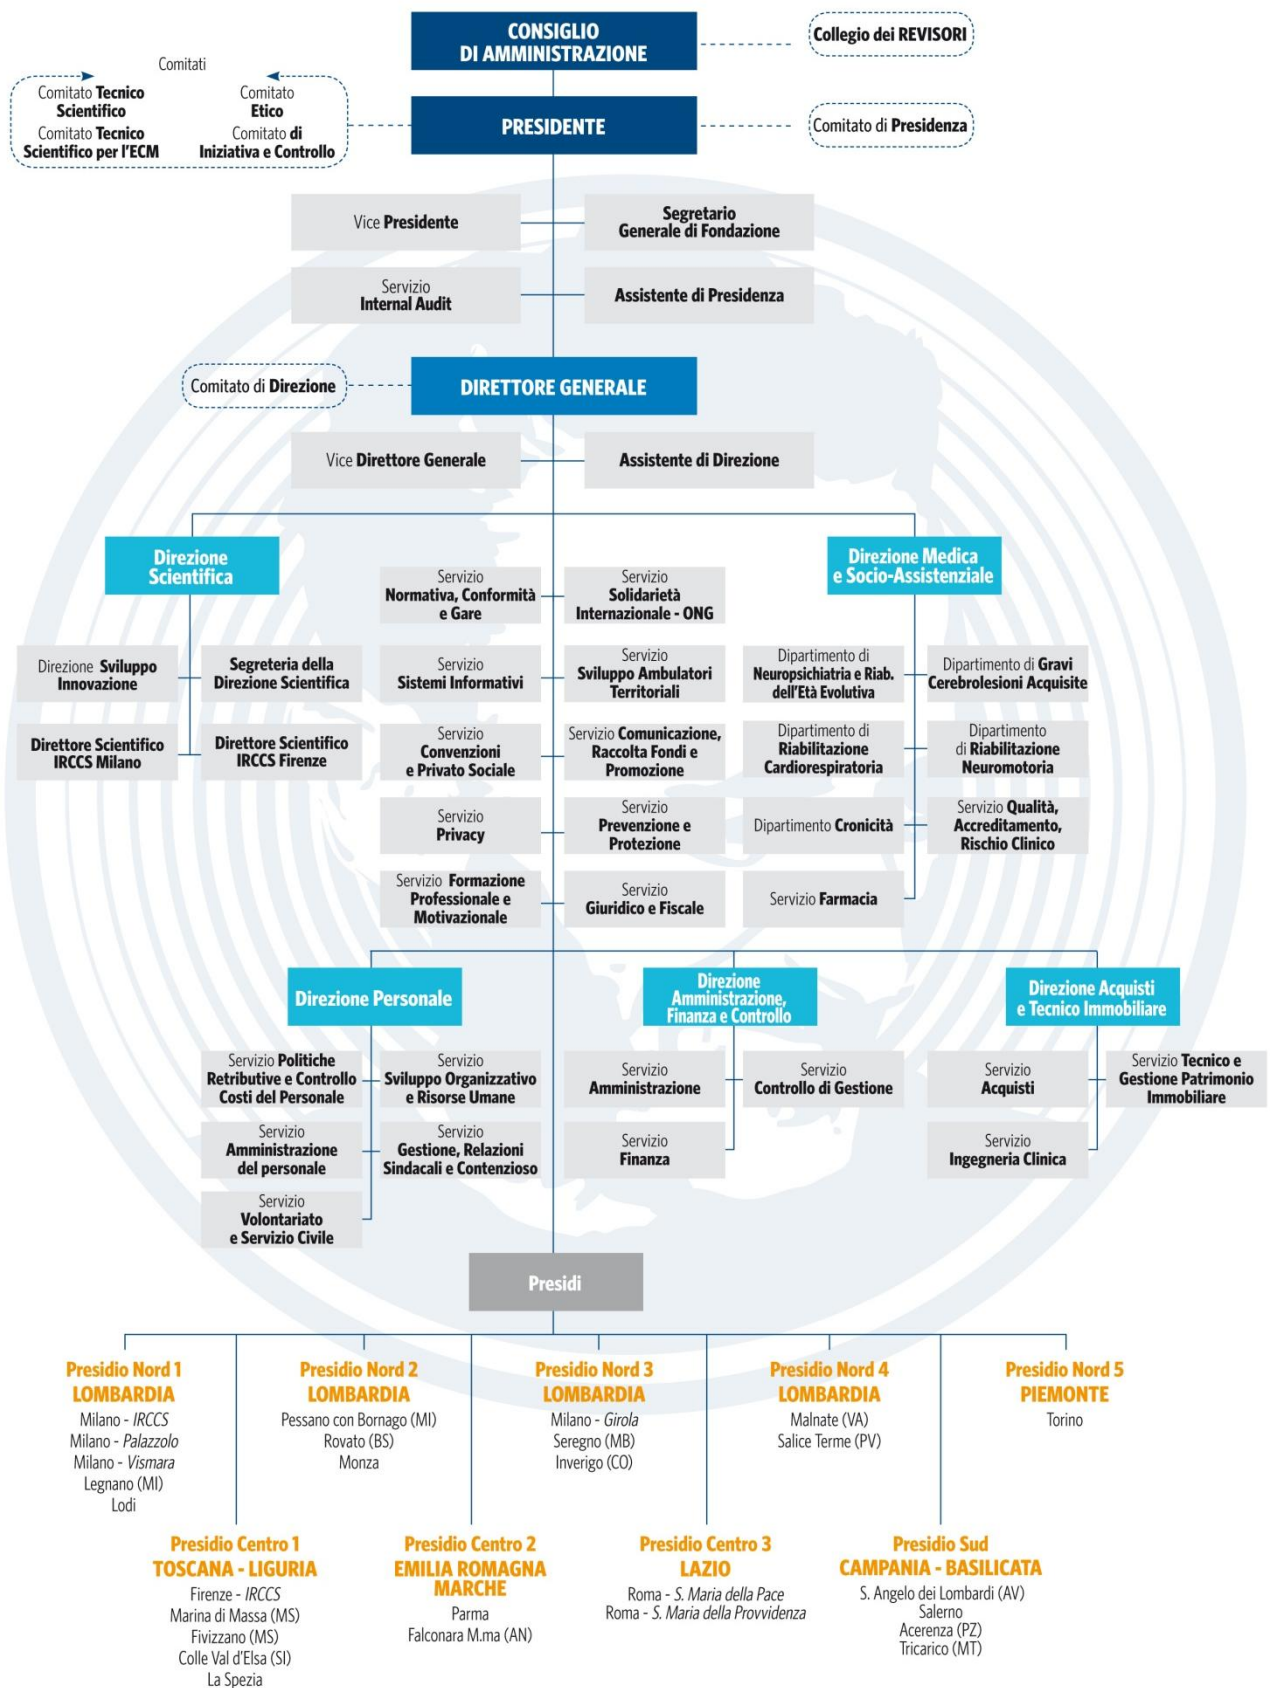 CONSIGLIO
DI AMMINISTRAZIONE
Collegio dei REVISORI
Comitati
Comitato Tecnico
Scientifico
Comitato
Etico
Comitato Tecnico
Scientifico per l'ECM
Comitato di
Iniziativa e Controllo
PRESIDENTE
Comitato di Presidenza
Vice Presidente
Segretario
Generale di Fondazione
Servizio
Internal Audit
Assistente di Presidenza
Comitato di Direzione
DIRETTORE GENERALE
Vice Direttore Generale
Assistente di Direzione
Direzione
Scientifica
Direzione Sviluppo
Innovazione
Segreteria della
Direzione Scientifica
Direttore Scientifico
IRCCS Milano
Direttore Scientifico
IRCCS Firenze
Servizio
Normativa, Conformità
e Gare
Servizio
Solidarietà
Internazionale - ONG
Servizio
Sistemi Informativi
Servizio
Sviluppo Ambulatori
Territoriali
Servizio
Convenzioni
e Privato Sociale
Servizio Comunicazione,
Raccolta Fondi e
Promozione
Servizio
Privacy
Servizio
Prevenzione e
Protezione
Servizio Formazione
Professionale e
Motivazionale
Servizio
Giuridico e Fiscale
Direzione Medica
e Socio-Assistenziale
Dipartimento di
Neuropsichiatria e Riab.
dell'Età Evolutiva
Dipartimento di Gravi
Cerebrolesioni Acquisite
Dipartimento di
Riabilitazione
Cardiorespiratoria
Dipartimento
di Riabilitazione
Neuromotoria
Dipartimento Cronicità
Servizio Qualità,
Accreditamento,
Rischio Clinico
Servizio Farmacia
Direzione Personale
Servizio Politiche
Retributive e Controllo
Costi del Personale
Servizio
Sviluppo Organizzativo
e Risorse Umane
Servizio
Amministrazione
del personale
Servizio
Gestione, Relazioni
Sindacali e Contenzioso
Servizio
Volontariato
e Servizio Civile
Direzione
Amministrazione,
Finanza e Controllo
Servizio
Amministrazione
Servizio
Controllo di Gestione
Servizio
Finanza
Direzione Acquisti
e Tecnico Immobiliare
Servizio
Acquisti
Servizio Tecnico e
Gestione Patrimonio
Immobiliare
Servizio
Ingegneria Clinica
Presidi
Presidio Nord 1
LOMBARDIA
Milano - IRCCS
Milano - Palazzolo
Milano - Vismara
Legnano (MI)
Lodi
Presidio Nord 2
LOMBARDIA
Pessano con Bornago (MI)
Rovato (BS)
Monza
Presidio Nord 3
LOMBARDIA
Milano - Girola
Seregno (MB)
Inverigo (CO)
Presidio Nord 4
LOMBARDIA
Malnate (VA)
Salice Terme (PV)
Presidio Nord 5
PIEMONTE
Torino
Presidio Centro 1
TOSCANA - LIGURIA
Firenze - IRCCS
Marina di Massa (MS)
Fivizzano (MS)
Colle Val d'Elsa (SI)
La Spezia
Presidio Centro 2
EMILIA ROMAGNA
MARCHE
Parma
Falconara M.ma (AN)
Presidio Centro 3
LAZIO
Roma - S. Maria della Pace
Roma - S. Maria della Provvidenza
Presidio Sud
CAMPANIA - BASILICATA
S. Angelo dei Lombardi (AV)
Salerno
Acerenza (PZ)
Tricarico (MT)